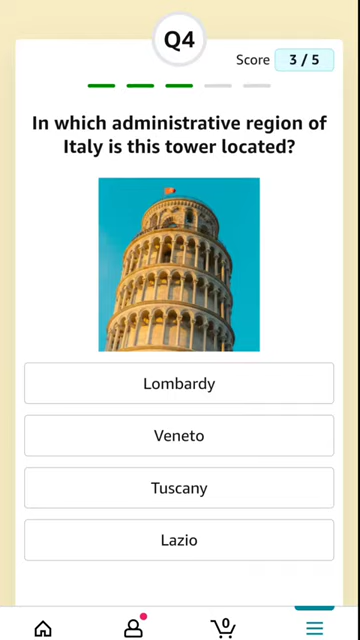 Q4
Score 3 / 5
In which administrative region of
Italy is this tower located?
Lombardy
Veneto
Tuscany
Lazio
0